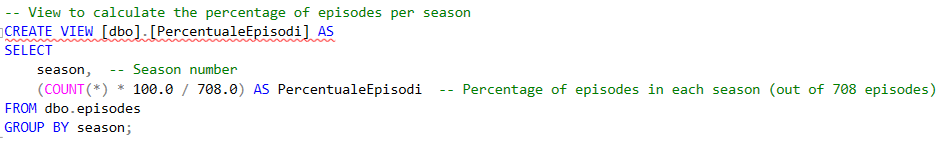 -- View to calculate the percentage of episodes per season
CREATE VIEW [dbo].[PercentualeEpisodi] AS
SELECT
    season,  -- Season number
    (COUNT(*) * 100.0 / 708.0) AS PercentualeEpisodi  -- Percentage of episodes in each season (out of 708 episodes)
FROM dbo.episodes
GROUP BY season;